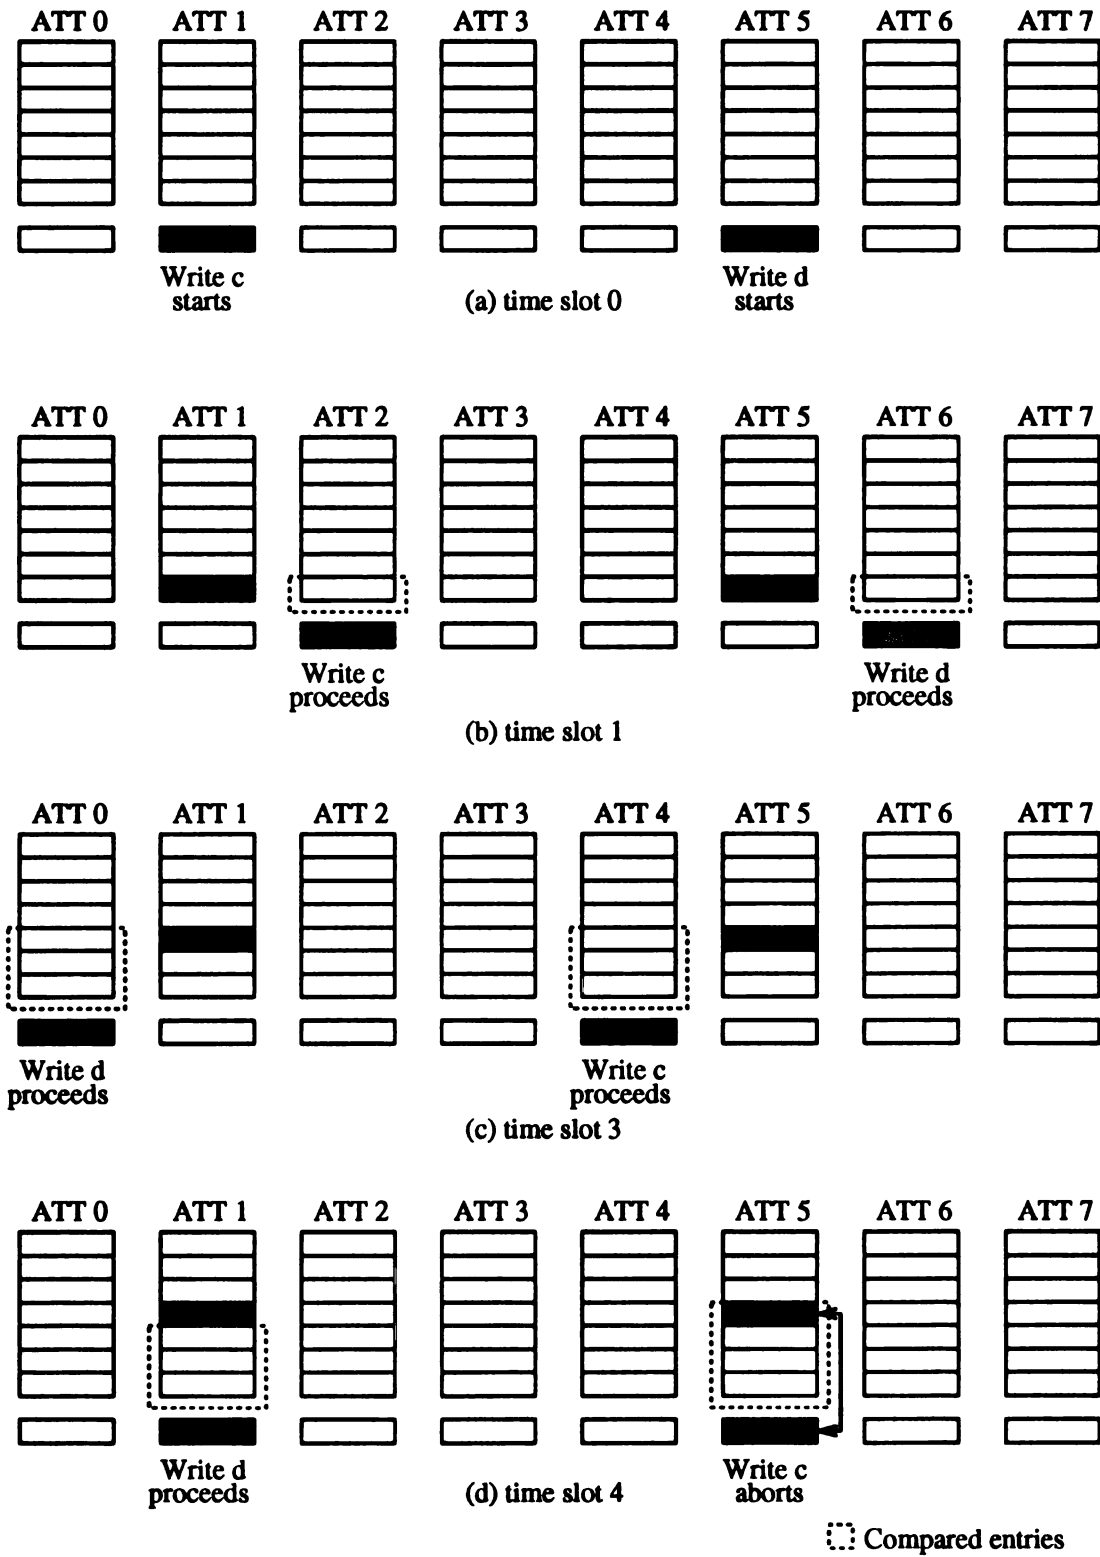 ATT 0 ATT 1 ATT 2 ATT 3 ATT 4 ATT 5 ATT 6 ATT 7
Write c Write d
starts (a) time slot 0 starts
ATT 0 ATT 1 ATT 2 ATT 3 ATT 4 ATT 5 ATT 6 ATT 7
Write c Write d
proceeds proceeds
(b) time slot 1
ATT 0 ATT 1 ATT 2 ATT 3 ATT 4 ATT 5 ATT 6 ATT 7
Write d Write c
proceeds proceeds
(c) time slot 3
ATT 0 ATT 1 ATT 2 ATT 3 ATT 4 ATT 5 ATT 6 ATT 7
Write d Write c
proceeds (d) time slot 4 aborts
Compared entries